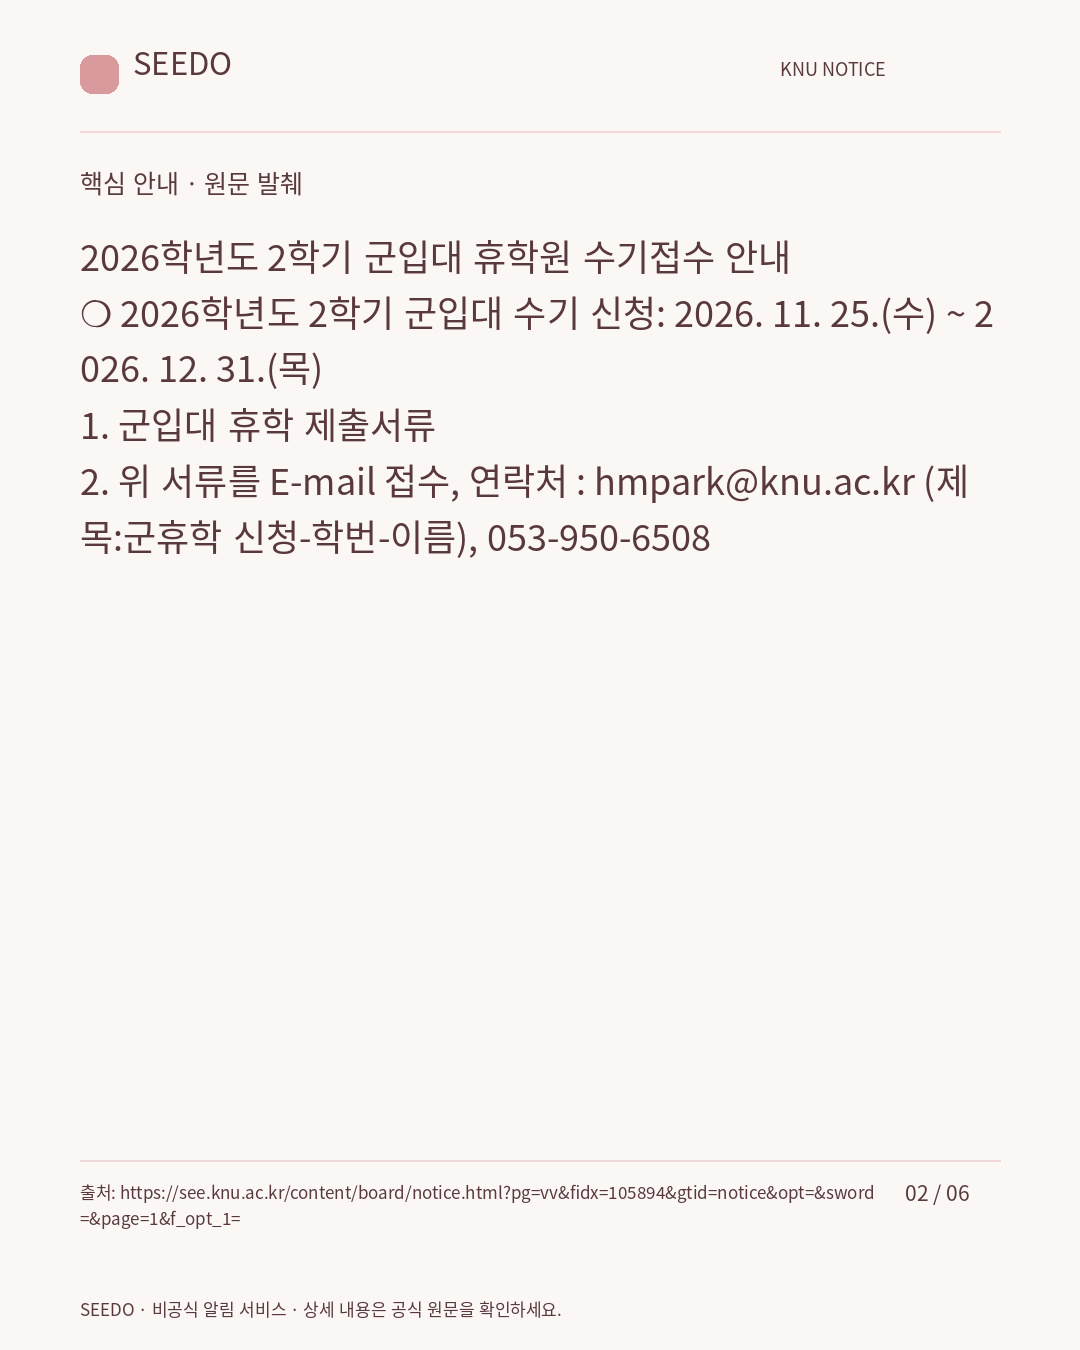 SEEDO
KNU NOTICE
핵심 안내 · 원문 발췌
2026학년도 2학기 군입대 휴학원 수기접수 안내
❍ 2026학년도 2학기 군입대 수기 신청: 2026. 11. 25.(수) ~ 2
026. 12. 31.(목)
1. 군입대 휴학 제출서류
2. 위 서류를 E-mail 접수, 연락처 : hmpark@knu.ac.kr (제
목:군휴학 신청-학번-이름), 053-950-6508
출처: https://see.knu.ac.kr/content/board/notice.html?pg=vv&fidx=105894&gtid=notice&opt=&sword
=&page=1&f_opt_1=
02 / 06
SEEDO · 비공식 알림 서비스 · 상세 내용은 공식 원문을 확인하세요.